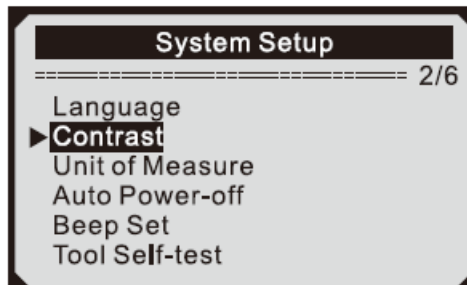 System Setup
================================ 2/6
Language
▶Contrast
Unit of Measure
Auto Power-off
Beep Set
Tool Self-test